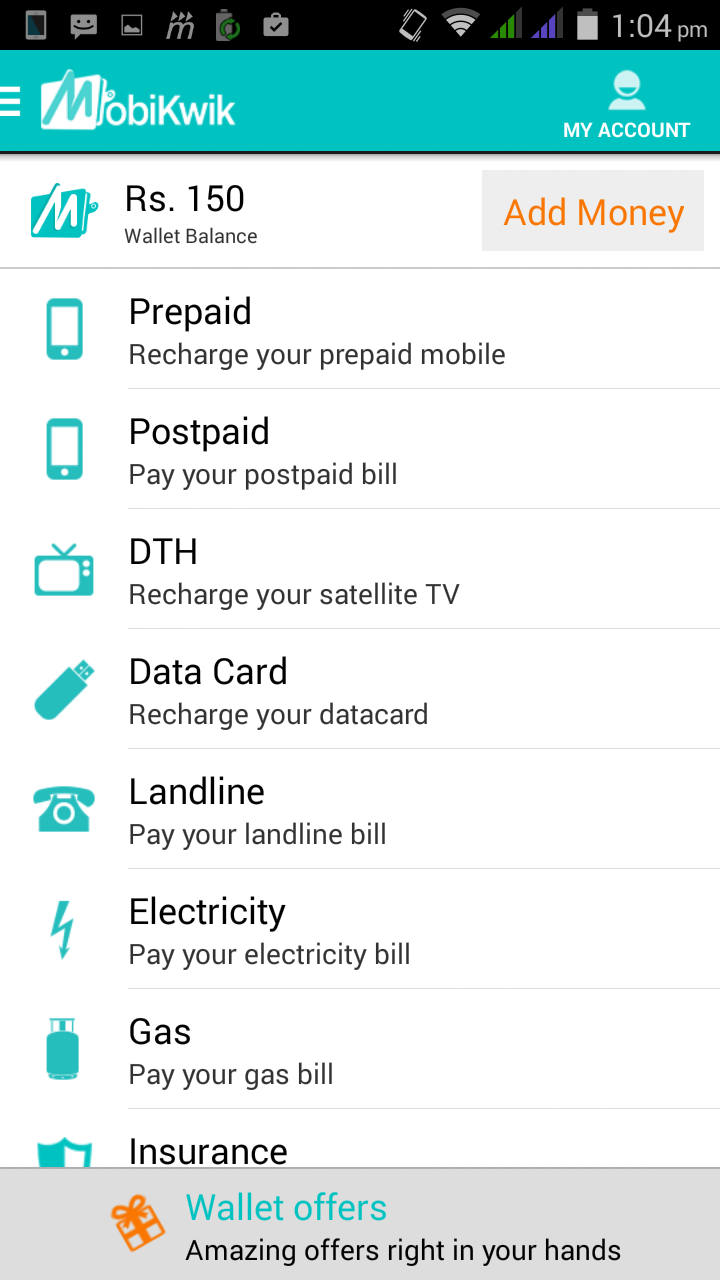 1:04 pm
MobiKwik
MY ACCOUNT
Rs. 150
Wallet Balance
Add Money
Prepaid
Recharge your prepaid mobile
Postpaid
Pay your postpaid bill
DTH
Recharge your satellite TV
Data Card
Recharge your datacard
Landline
Pay your landline bill
Electricity
Pay your electricity bill
Gas
Pay your gas bill
Insurance
Wallet offers
Amazing offers right in your hands